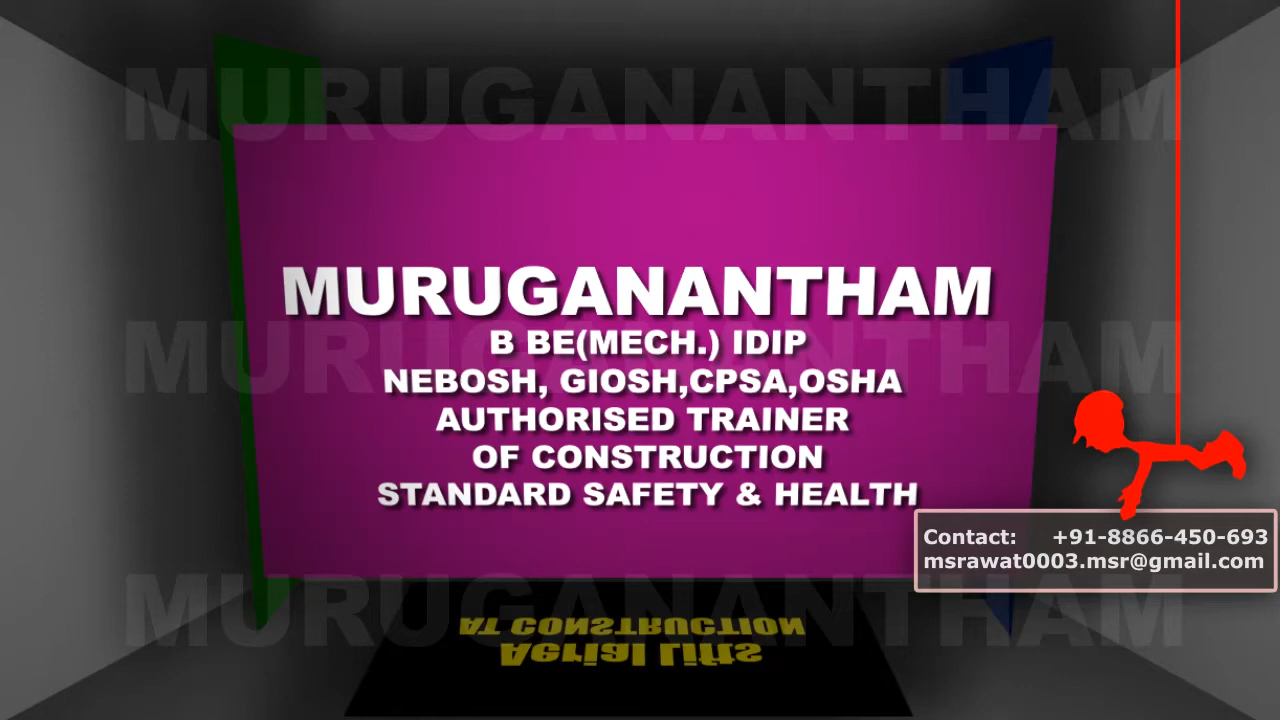 MURUGANANTHAM
MURUGANANTHAM
B BE(MECH.) IDIP
MURUGANANTHAM
NEBOSH, GIOSH,CPSA,OSHA
AUTHORISED TRAINER
OF CONSTRUCTION
STANDARD SAFETY & HEALTH
Contact: +91-8866-450-693
msrawat0003.msr@gmail.com
MURUGANANTHAM
AT CONSTRUCTION
Aerial Lifts